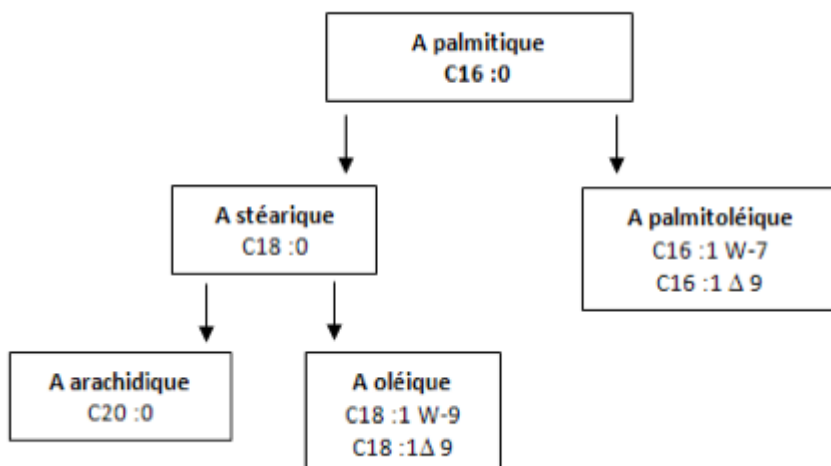 A palmitique
C16 :0
A stéarique
C18 :0
A palmitoléique
C16 :1 W-7
C16 :1 Δ 9
A arachidique
C20 :0
A oléique
C18 :1 W-9
C18 :1Δ 9